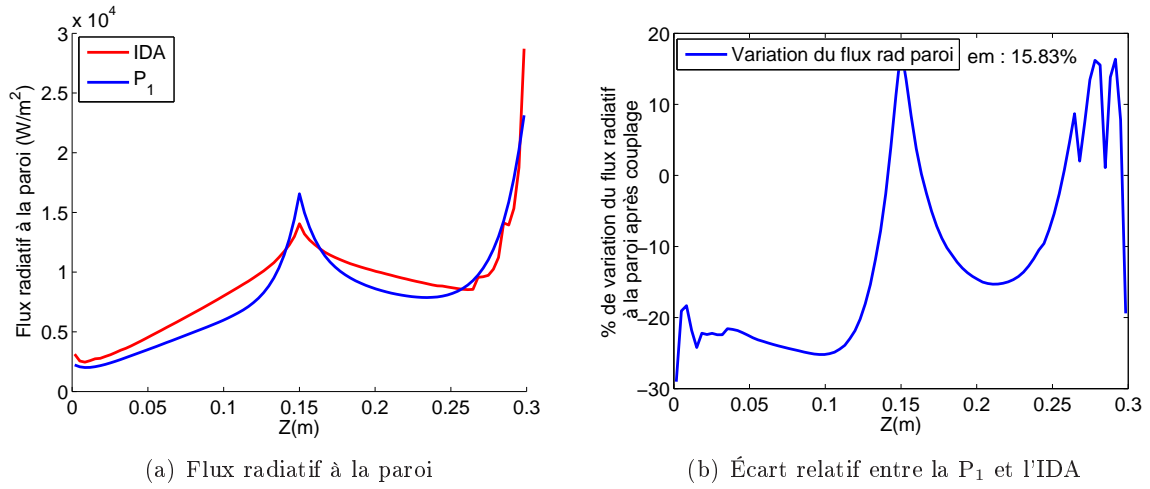 x 10⁴
3
2.5
2
1.5
1
0.5
0
0
0.05
0.1
0.15
0.2
0.25
0.3
Flux radiatif à la paroi (W/m²)
Z(m)
IDA
P₁
(a) Flux radiatif à la paroi
20
10
0
−10
−20
−30
0
0.05
0.1
0.15
0.2
0.25
0.3
% de variation du flux radiatif
à la paroi après couplage
Z(m)
Variation du flux rad paroi
em : 15.83%
(b) Écart relatif entre la P₁ et l'IDA